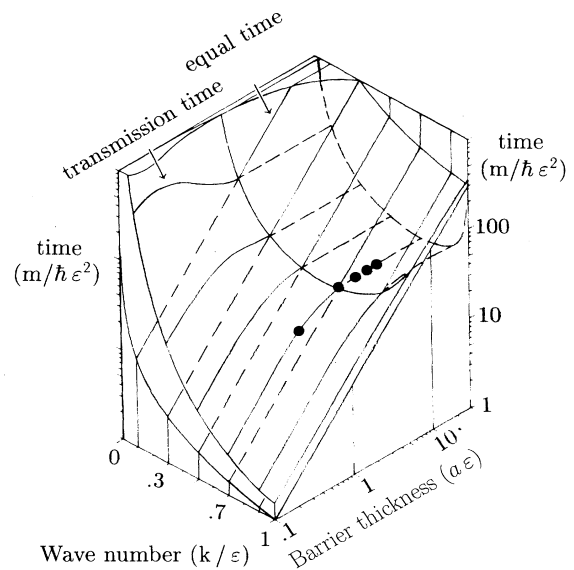 equal time
transmission time
time
(m/ħ ε²)
time
(m/ħ ε²)
100
10
1
0
.3
.7
1
.1
1
10.
Wave number (k / ε)
Barrier thickness (a ε)